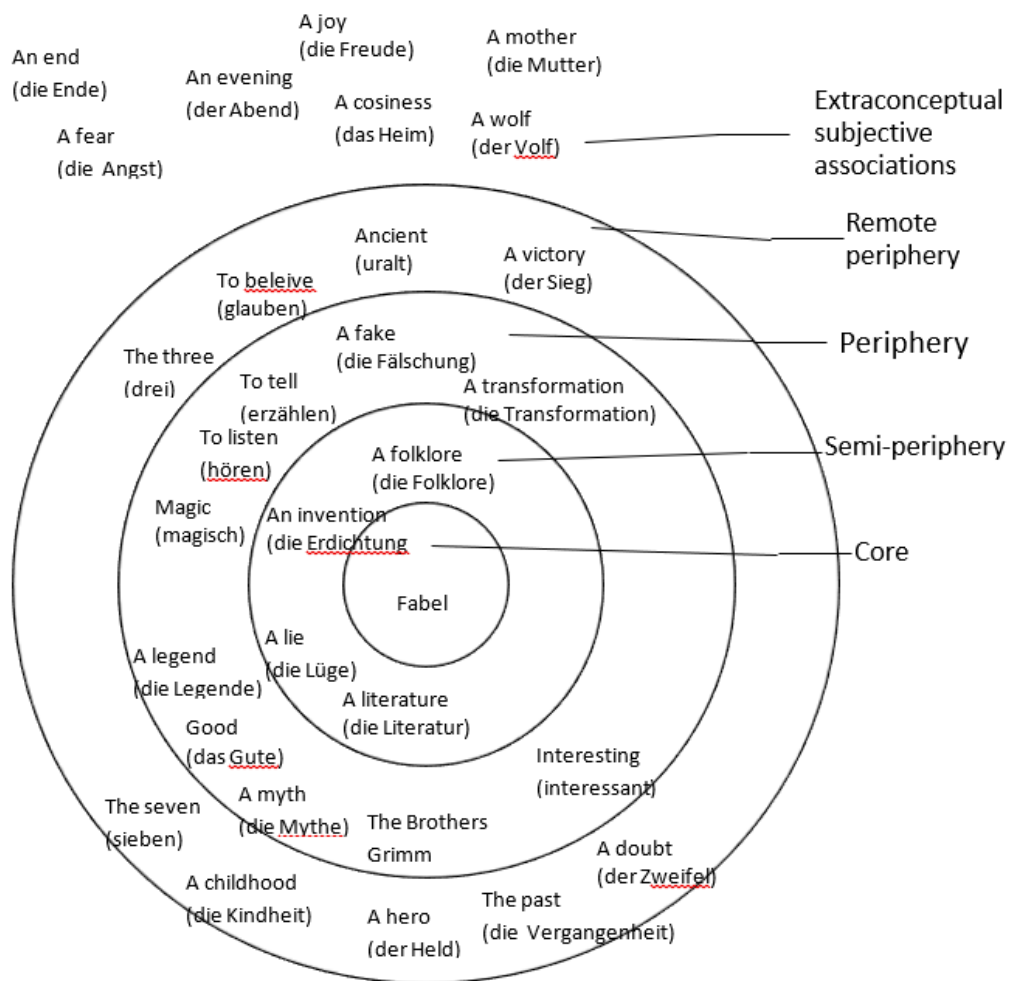 A joy
(die Freude)
A mother
(die Mutter)
An end
(die Ende)
An evening
(der Abend)
A cosiness
(das Heim)
A wolf
(der Volf)
A fear
(die Angst)
Extraconceptual
subjective
associations
Remote
periphery
Ancient
(uralt)
A victory
(der Sieg)
To beleive
(glauben)
A fake
(die Fälschung)
Periphery
The three
(drei)
To tell
(erzählen)
A transformation
(die Transformation)
To listen
(hören)
A folklore
(die Folklore)
Semi-periphery
Magic
(magisch)
An invention
(die Erdichtung
Core
Fabel
A lie
(die Lüge)
A legend
(die Legende)
A literature
(die Literatur)
Good
(das Gute)
Interesting
(interessant)
The seven
(sieben)
A myth
(die Mythe)
The Brothers
Grimm
A doubt
(der Zweifel)
A childhood
(die Kindheit)
A hero
(der Held)
The past
(die Vergangenheit)